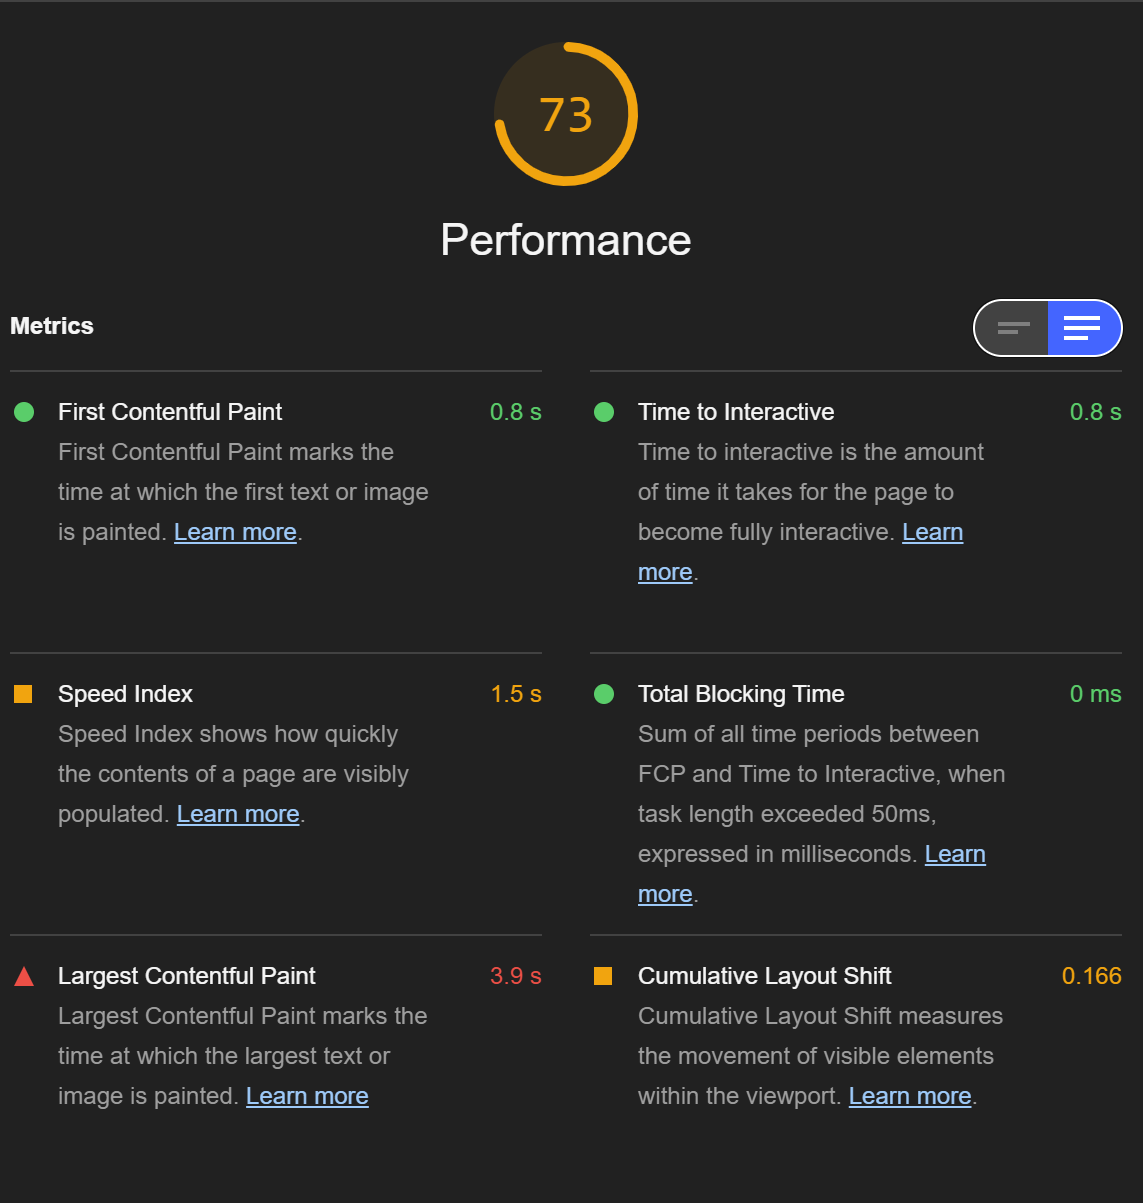 73
Performance
Metrics
First Contentful Paint 0.8 s
First Contentful Paint marks the
time at which the first text or image
is painted. Learn more.
Time to Interactive 0.8 s
Time to interactive is the amount
of time it takes for the page to
become fully interactive. Learn
more.
Speed Index 1.5 s
Speed Index shows how quickly
the contents of a page are visibly
populated. Learn more.
Total Blocking Time 0 ms
Sum of all time periods between
FCP and Time to Interactive, when
task length exceeded 50ms,
expressed in milliseconds. Learn
more.
Largest Contentful Paint 3.9 s
Largest Contentful Paint marks the
time at which the largest text or
image is painted. Learn more
Cumulative Layout Shift 0.166
Cumulative Layout Shift measures
the movement of visible elements
within the viewport. Learn more.